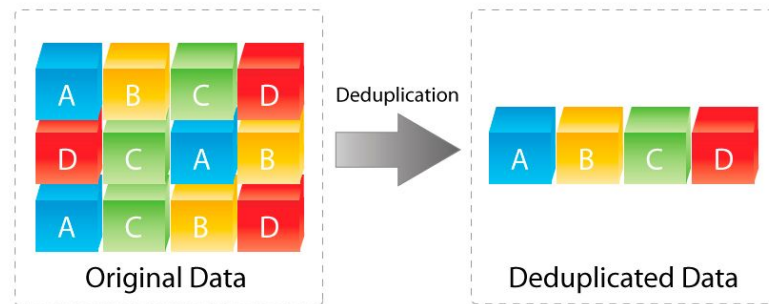 A B C D
D C A B
A C B D
Original Data
Deduplication
A B C D
Deduplicated Data